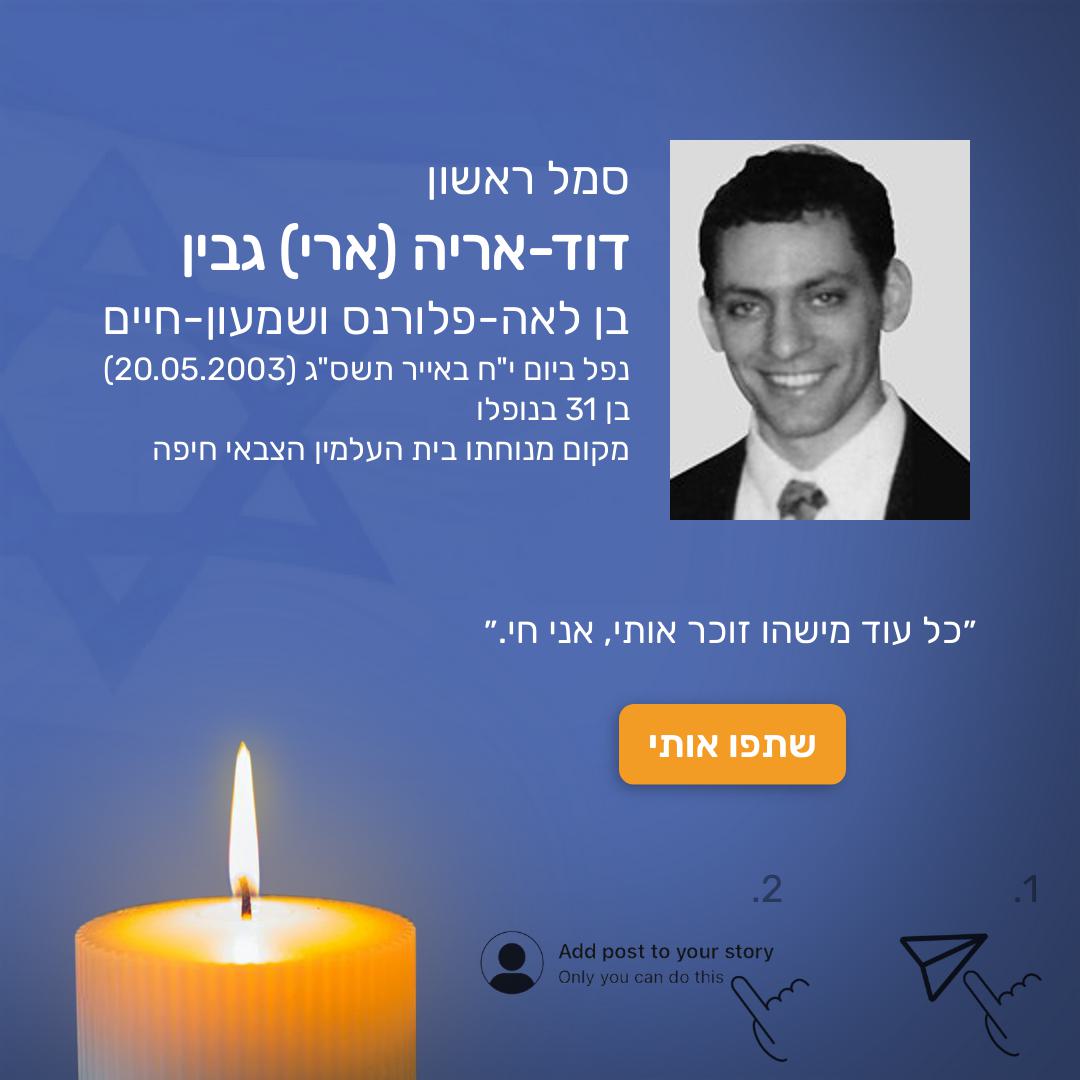 סמל ראשון
דוד-אריה (ארי) גבין
בן לאה-פלורנס ושמעון-חיים
נפל ביום י"ח באייר תשס"ג (20.05.2003)
בן 31 בנופלו
מקום מנוחתו בית העלמין הצבאי חיפה
״כל עוד מישהו זוכר אותי, אני חי.״
שתפו אותי
1.
2.
Add post to your story
Only you can do this